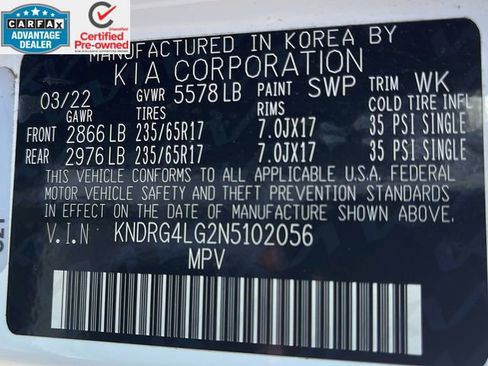 CARFAX
ADVANTAGE
DEALER
Certified
Pre-owned
MANUFACTURED IN KOREA BY
KIA CORPORATION
03/22 GVWR 5578 LB PAINT SWP TRIM WK
GAWR TIRES RIMS COLD TIRE INFL
FRONT 2866 LB 235/65R17 7.0JX17 35 PSI SINGLE
REAR 2976 LB 235/65R17 7.0JX17 35 PSI SINGLE
THIS VEHICLE CONFORMS TO ALL APPLICABLE U.S.A. FEDERAL
MOTOR VEHICLE SAFETY AND THEFT PREVENTION STANDARDS
IN EFFECT ON THE DATE OF MANUFACTURE SHOWN ABOVE.
V.I.N KNDRG4LG2N5102056
MPV